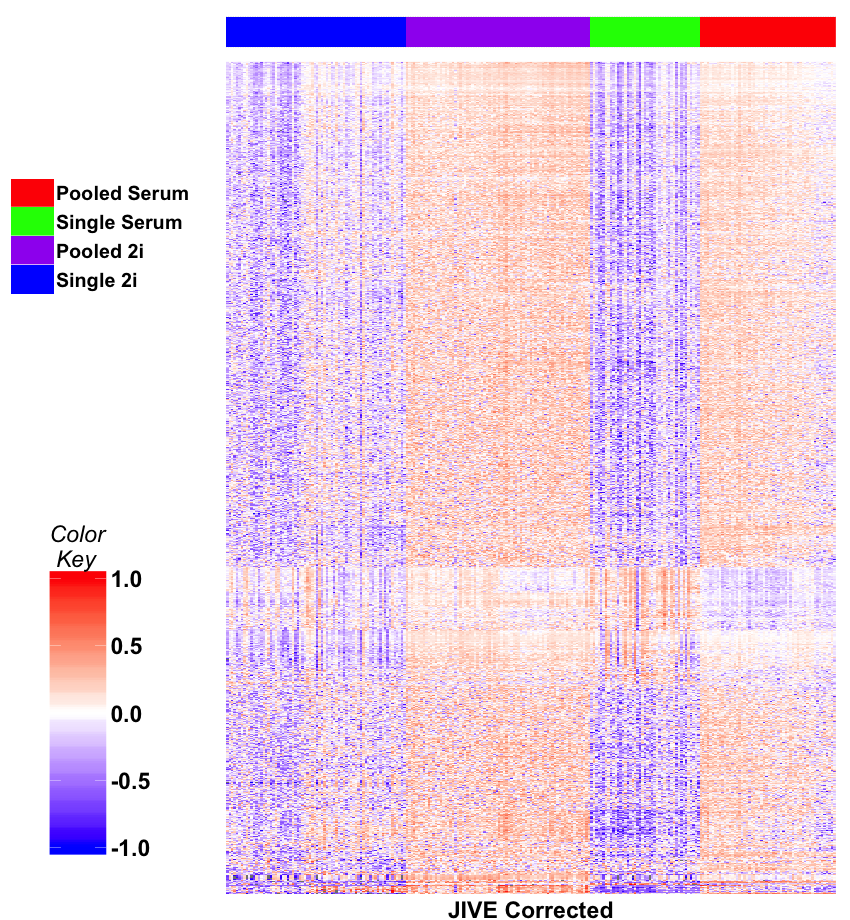 Pooled Serum
Single Serum
Pooled 2i
Single 2i
Color
Key
1.0
0.5
0.0
-0.5
-1.0
JIVE Corrected